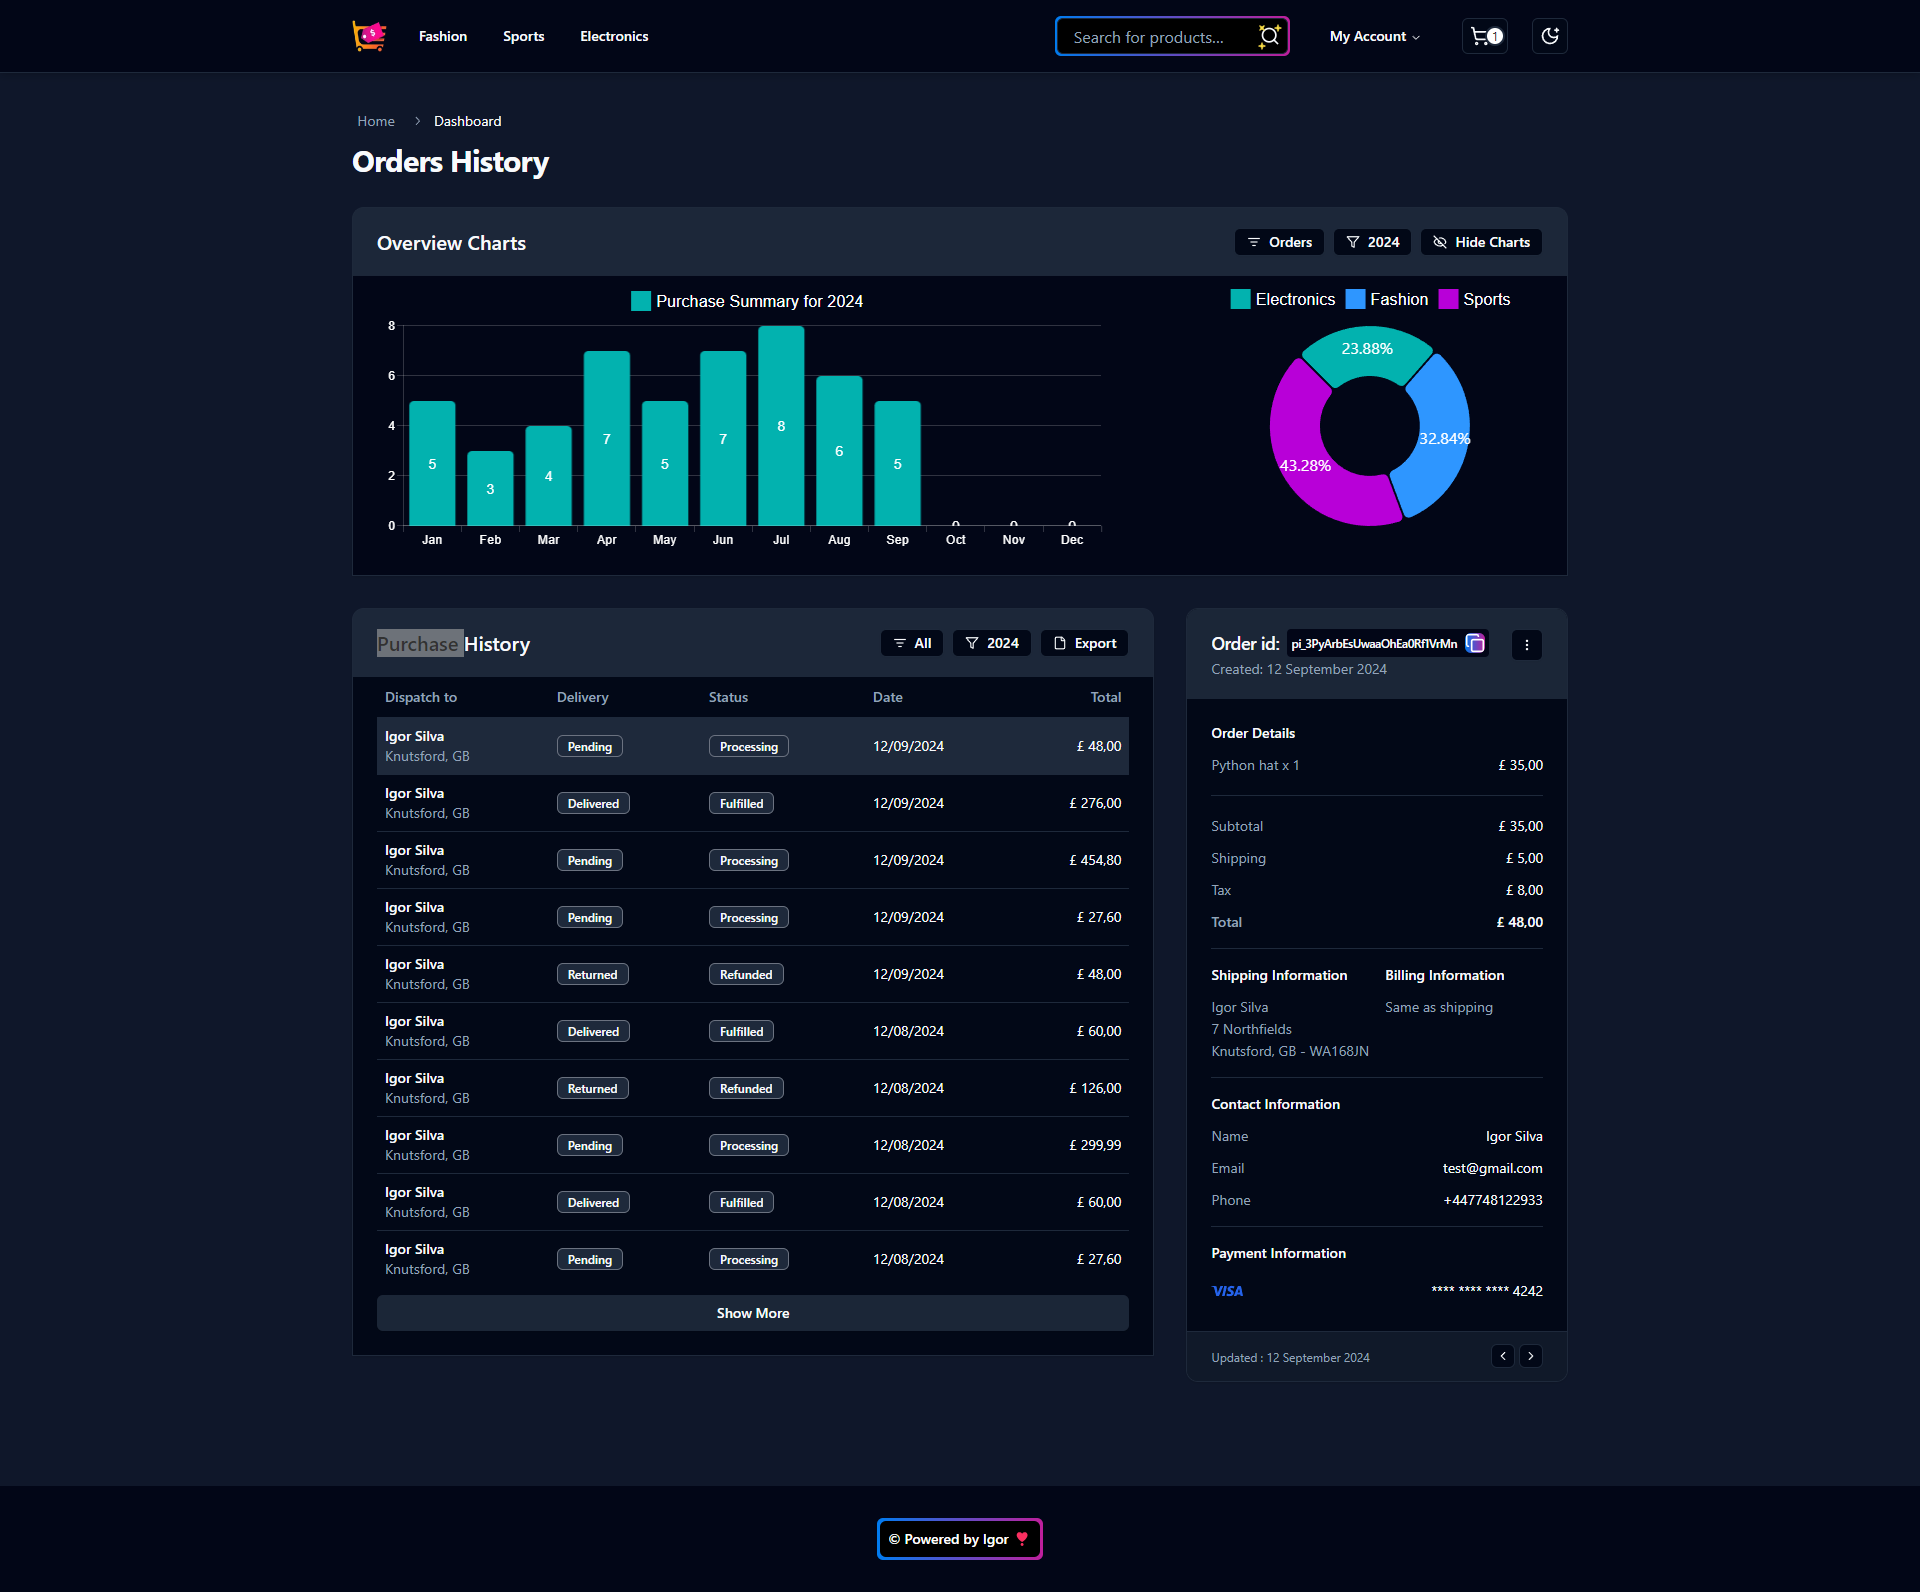 Fashion Sports Electronics Search for products... My Account 1
Home Dashboard
Orders History
Overview Charts Orders 2024 Hide Charts
Purchase Summary for 2024
8
6
4
2
0
5 3 4 7 5 7 8 6 5 0 0 0
Jan Feb Mar Apr May Jun Jul Aug Sep Oct Nov Dec
Electronics Fashion Sports
23.88%
32.84%
43.28%
Purchase History All 2024 Export
Dispatch to Delivery Status Date Total
Igor Silva
Knutsford, GB
Pending Processing 12/09/2024 £ 48,00
Igor Silva
Knutsford, GB
Delivered Fulfilled 12/09/2024 £ 276,00
Igor Silva
Knutsford, GB
Pending Processing 12/09/2024 £ 454,80
Igor Silva
Knutsford, GB
Pending Processing 12/09/2024 £ 27,60
Igor Silva
Knutsford, GB
Returned Refunded 12/09/2024 £ 48,00
Igor Silva
Knutsford, GB
Delivered Fulfilled 12/08/2024 £ 60,00
Igor Silva
Knutsford, GB
Returned Refunded 12/08/2024 £ 126,00
Igor Silva
Knutsford, GB
Pending Processing 12/08/2024 £ 299,99
Igor Silva
Knutsford, GB
Delivered Fulfilled 12/08/2024 £ 60,00
Igor Silva
Knutsford, GB
Pending Processing 12/08/2024 £ 27,60
Show More
Order id: pi_3PyArbEsUwaaOhEa0Rf1VrMn
Created: 12 September 2024
Order Details
Python hat x 1 £ 35,00
Subtotal £ 35,00
Shipping £ 5,00
Tax £ 8,00
Total £ 48,00
Shipping Information
Igor Silva
7 Northfields
Knutsford, GB - WA168JN
Billing Information
Same as shipping
Contact Information
Name Igor Silva
Email test@gmail.com
Phone +447748122933
Payment Information
VISA **** **** **** 4242
Updated : 12 September 2024
© Powered by Igor